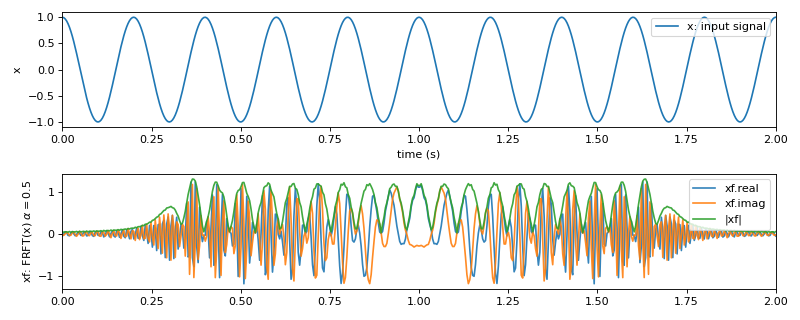 1.0
0.5
0.0
−0.5
−1.0
x
x: input signal
0.00 0.25 0.50 0.75 1.00 1.25 1.50 1.75 2.00
time (s)
1
0
−1
xf: FRFT(x) α = 0.5
xf.real
xf.imag
|xf|
0.00 0.25 0.50 0.75 1.00 1.25 1.50 1.75 2.00